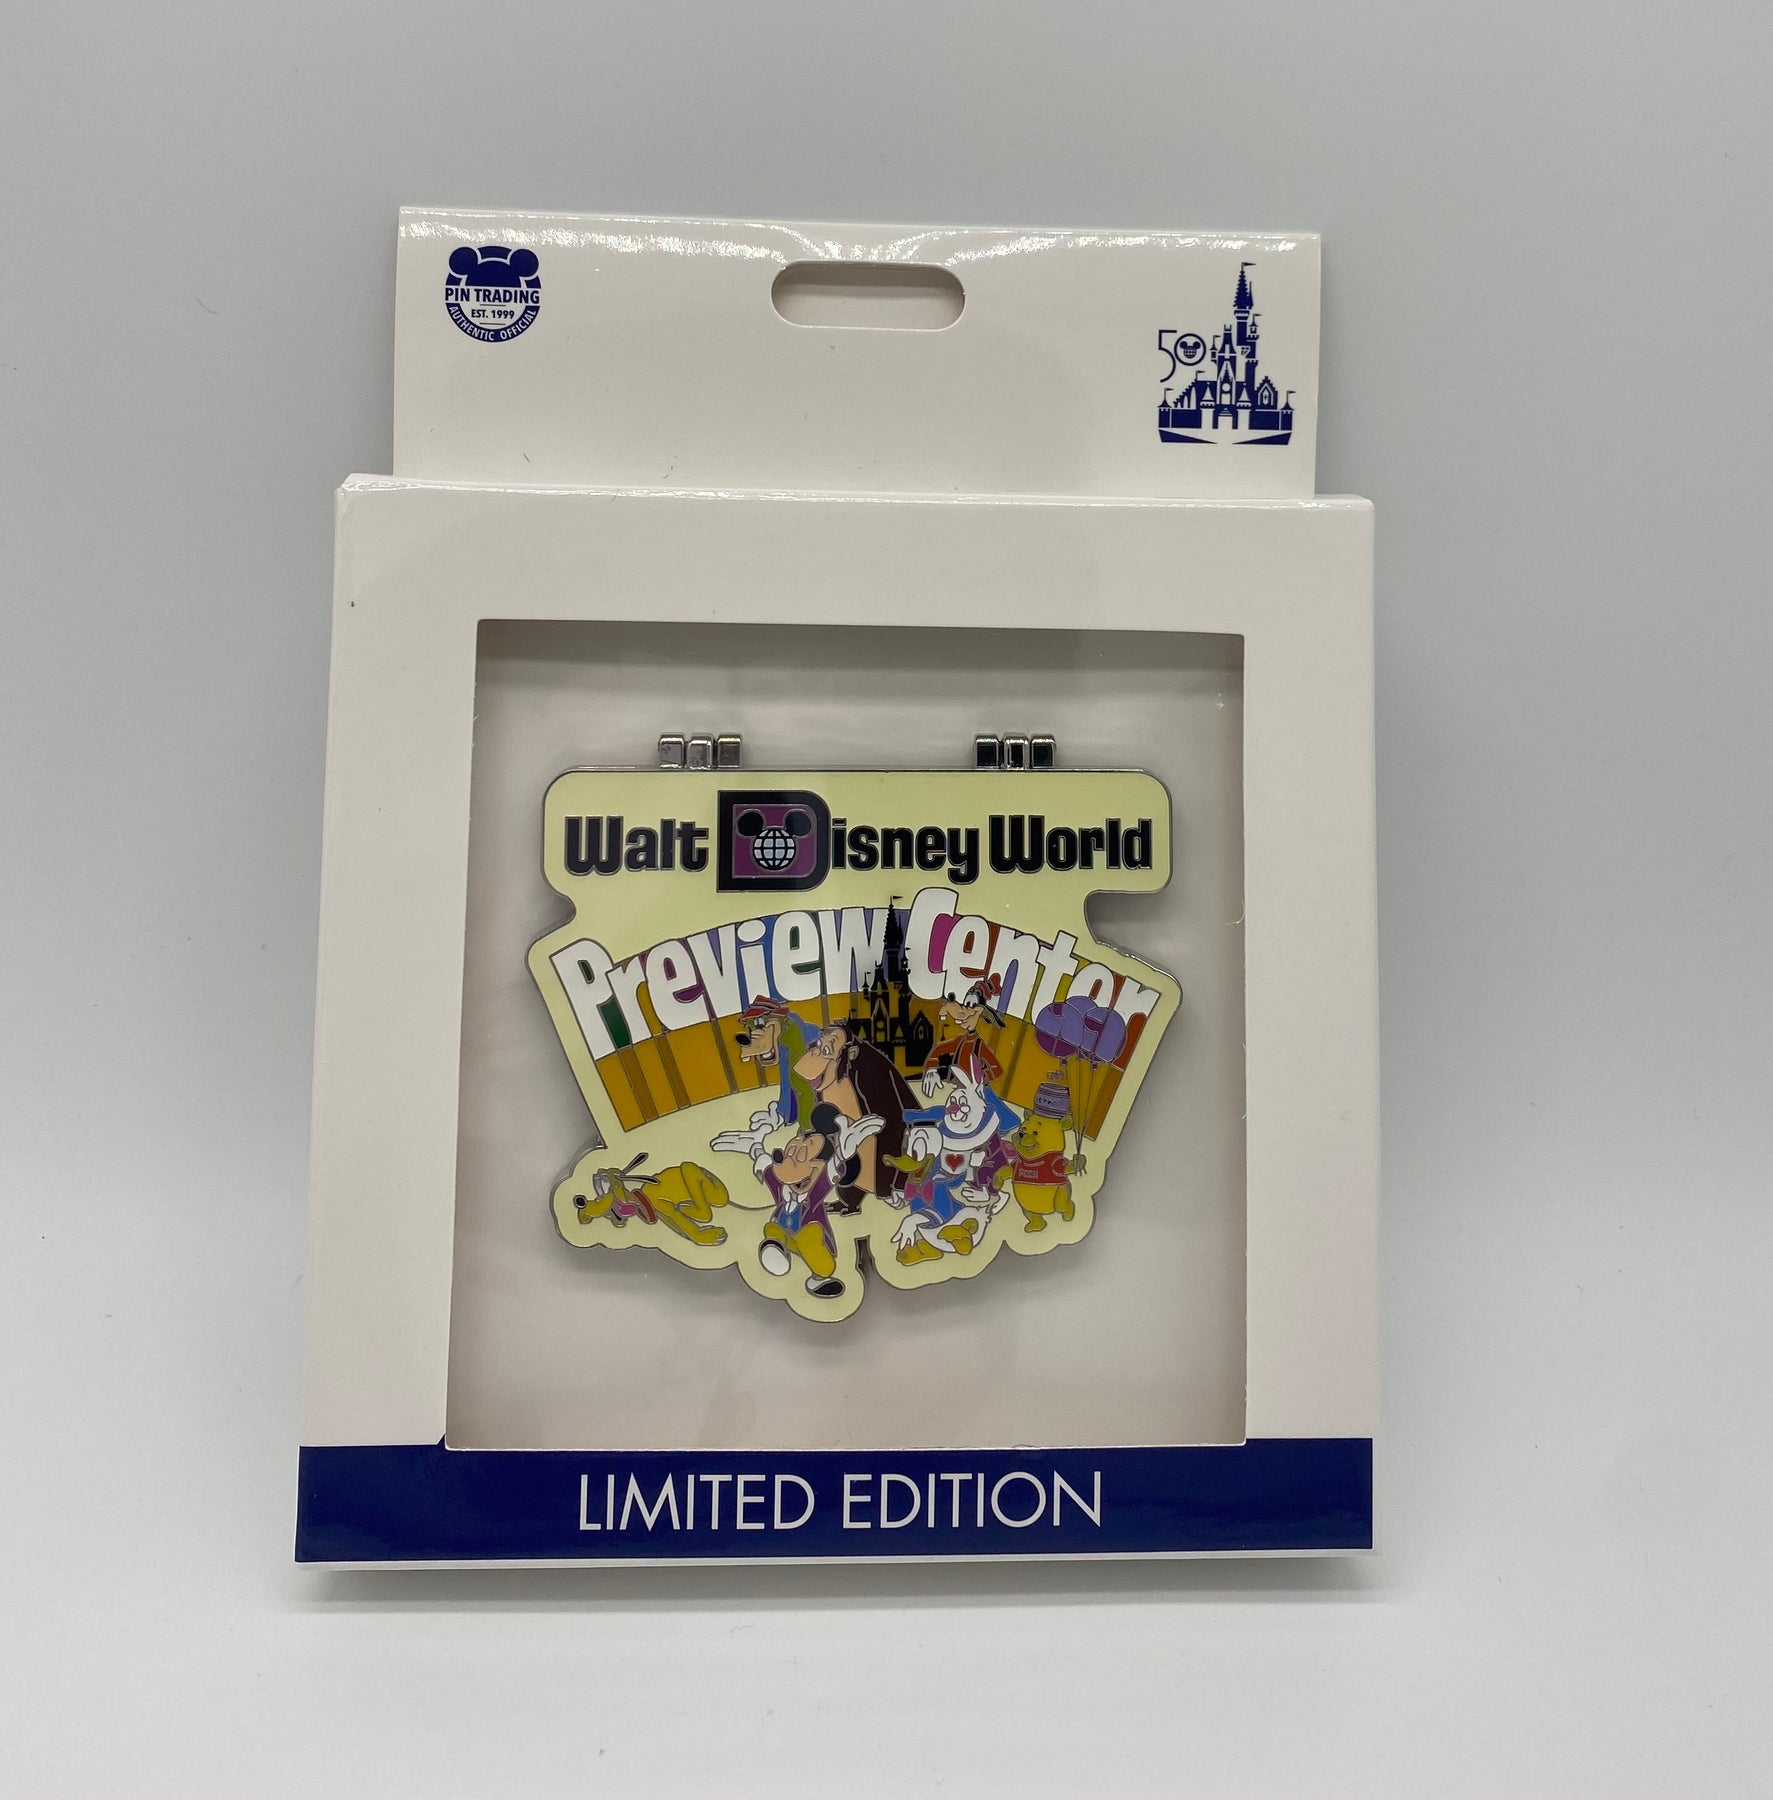 PIN TRADING
EST. 1999
AUTHENTIC OFFICIAL
50
Walt Disney World
Preview Center
LIMITED EDITION